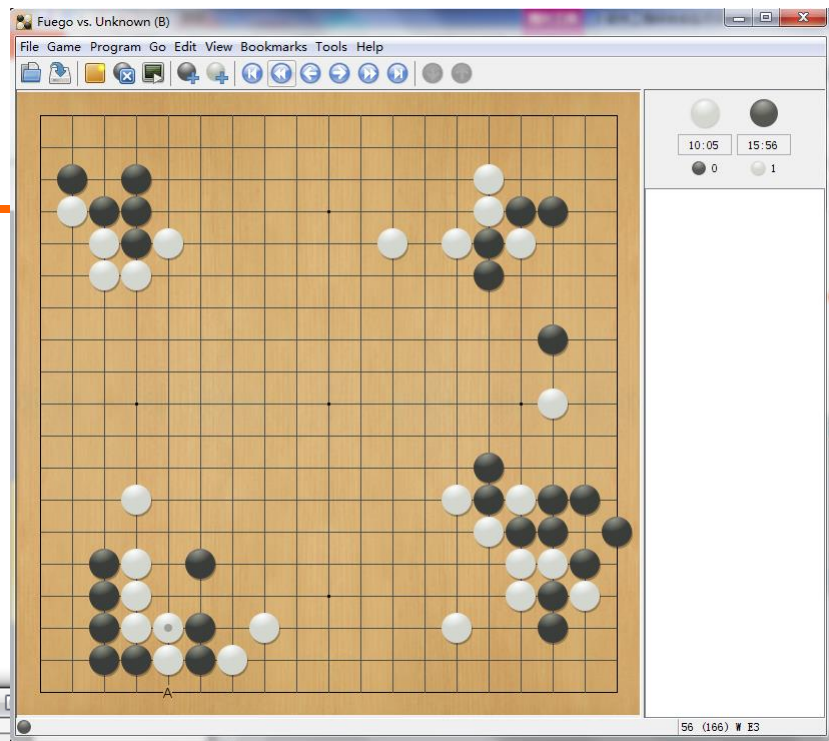 Fuego vs. Unknown (B)
File Game Program Go Edit View Bookmarks Tools Help
10:05 15:56
0 1
A
56 (166) W E3